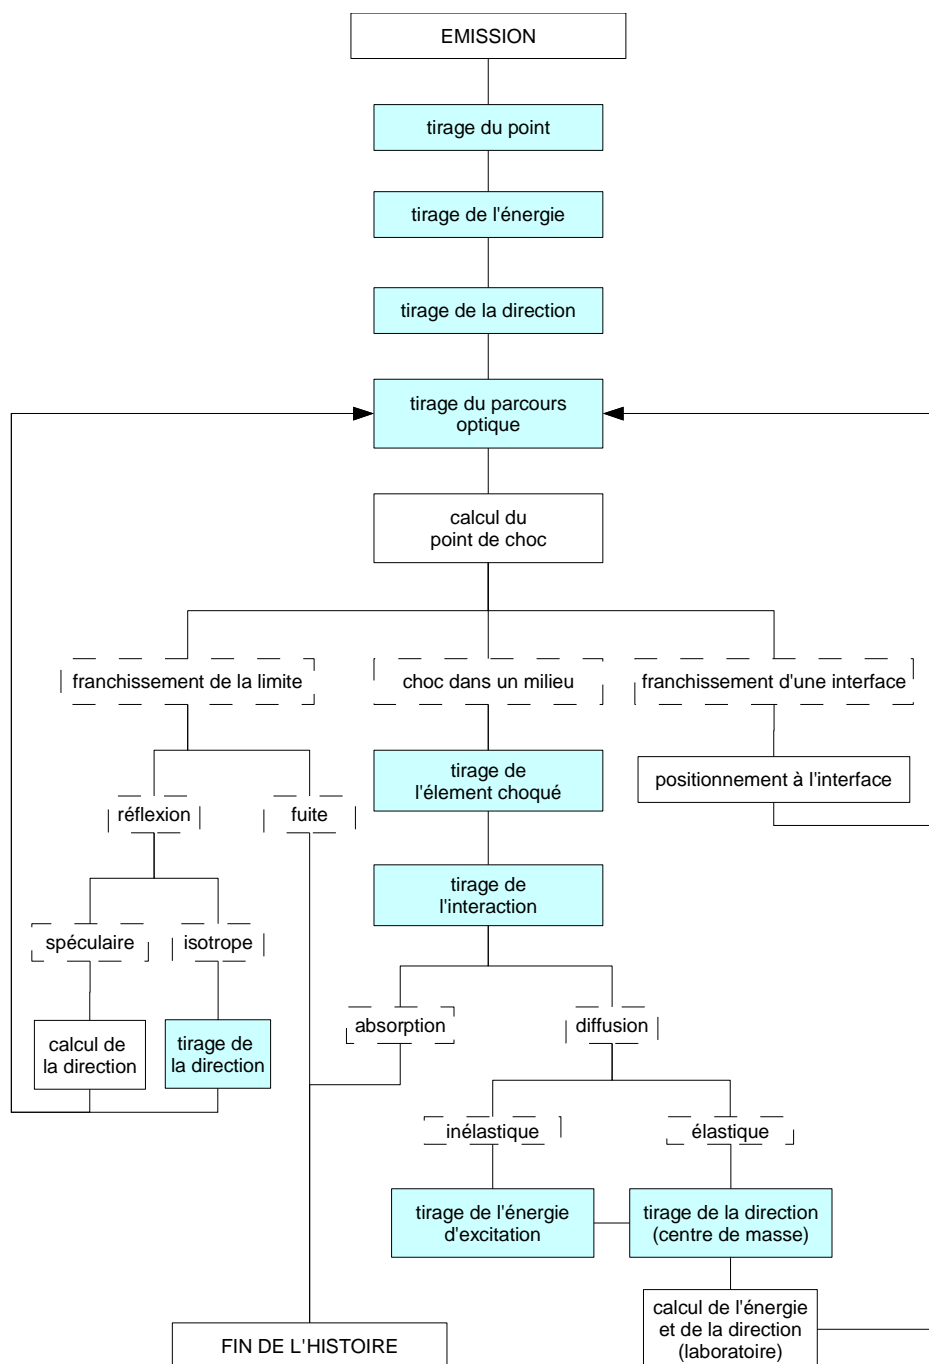 EMISSION
tirage du point
tirage de l'énergie
tirage de la direction
tirage du parcours
optique
calcul du
point de choc
franchissement de la limite
choc dans un milieu
franchissement d'une interface
tirage de
l'élement choqué
positionnement à l'interface
réflexion
fuite
tirage de
l'interaction
spéculaire
isotrope
absorption
diffusion
calcul de
la direction
tirage de
la direction
inélastique
élastique
tirage de l'énergie
d'excitation
tirage de la direction
(centre de masse)
calcul de l'énergie
et de la direction
(laboratoire)
FIN DE L'HISTOIRE